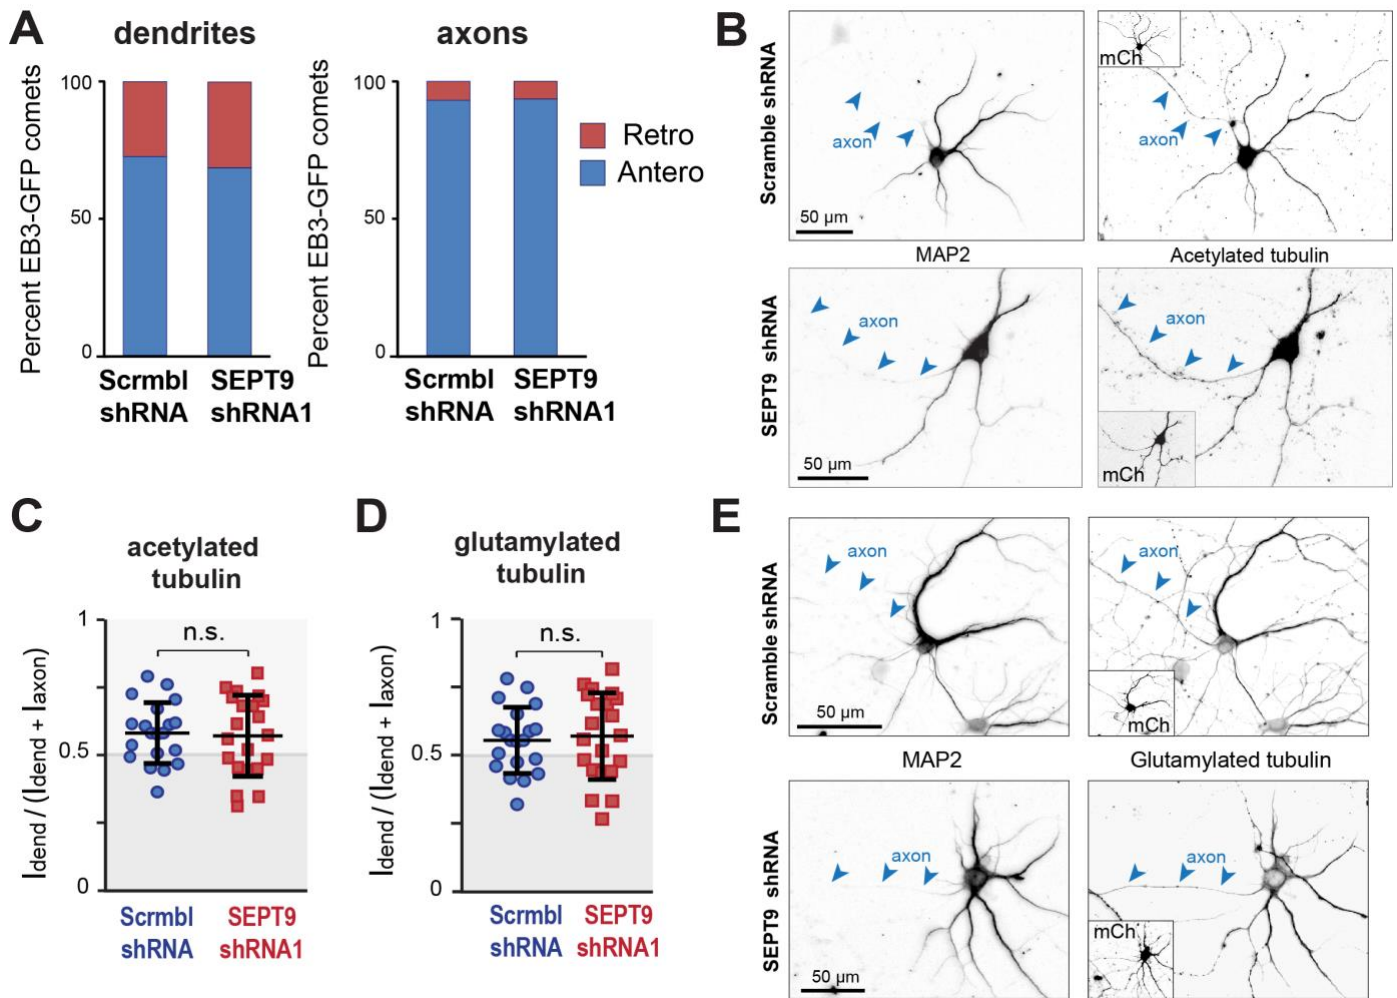 A
dendrites
axons
Percent EB3-GFP comets
100
50
0
Scrmbl
shRNA
SEPT9
shRNA1
Percent EB3-GFP comets
100
50
0
Scrmbl
shRNA
SEPT9
shRNA1
Retro
Antero
B
Scramble shRNA
axon
50 µm
mCh
axon
MAP2
Acetylated tubulin
SEPT9 shRNA
axon
50 µm
axon
mCh
C
acetylated
tubulin
Idend / (Idend + Iaxon)
1
0.5
0
n.s.
Scrmbl
shRNA
SEPT9
shRNA1
D
glutamylated
tubulin
Idend / (Idend + Iaxon)
1
0.5
0
n.s.
Scrmbl
shRNA
SEPT9
shRNA1
E
Scramble shRNA
axon
50 µm
axon
mCh
MAP2
Glutamylated tubulin
SEPT9 shRNA
axon
50 µm
axon
mCh